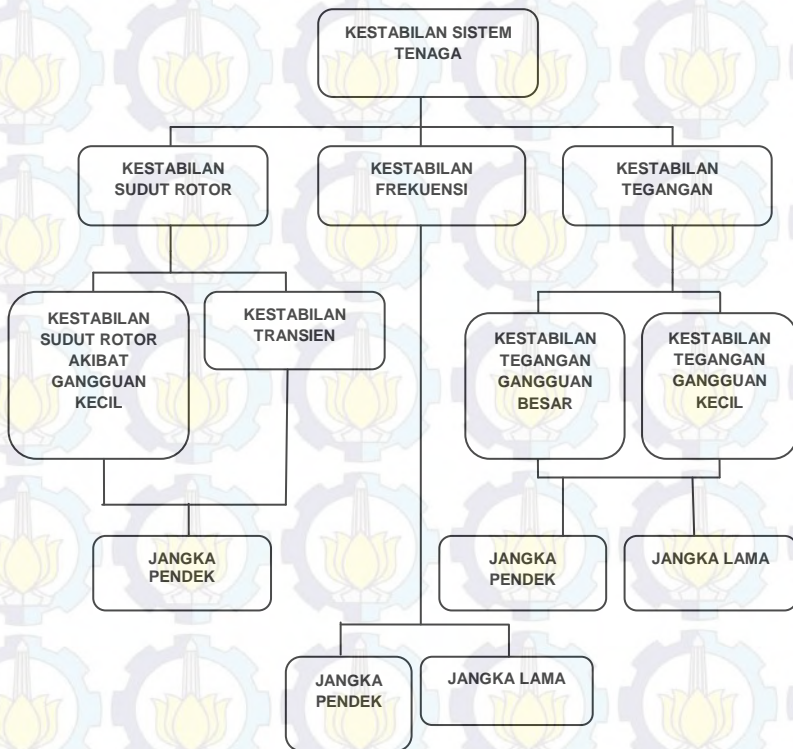 KESTABILAN SISTEM
TENAGA
KESTABILAN
SUDUT ROTOR
KESTABILAN
FREKUENSI
KESTABILAN
TEGANGAN
KESTABILAN
SUDUT ROTOR
AKIBAT
GANGGUAN
KECIL
KESTABILAN
TRANSIEN
KESTABILAN
TEGANGAN
GANGGUAN
BESAR
KESTABILAN
TEGANGAN
GANGGUAN
KECIL
JANGKA
PENDEK
JANGKA
PENDEK
JANGKA LAMA
JANGKA
PENDEK
JANGKA LAMA